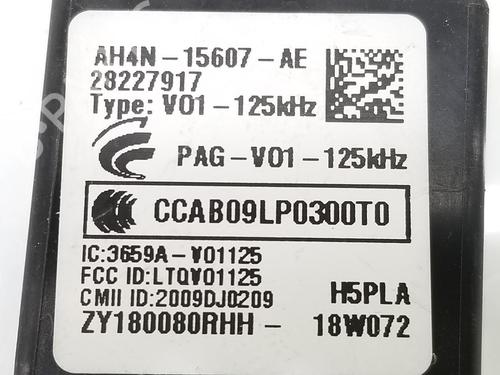 AH4N-15607-AE
28227917
Type: V01-125kHz
PAG-V01-125kHz
CCAB09LP0300T0
IC:3659A-V01125
FCC ID:LTQV01125
CMII ID:2009DJ0209 H5PLA
ZY180080RHH- 18W072